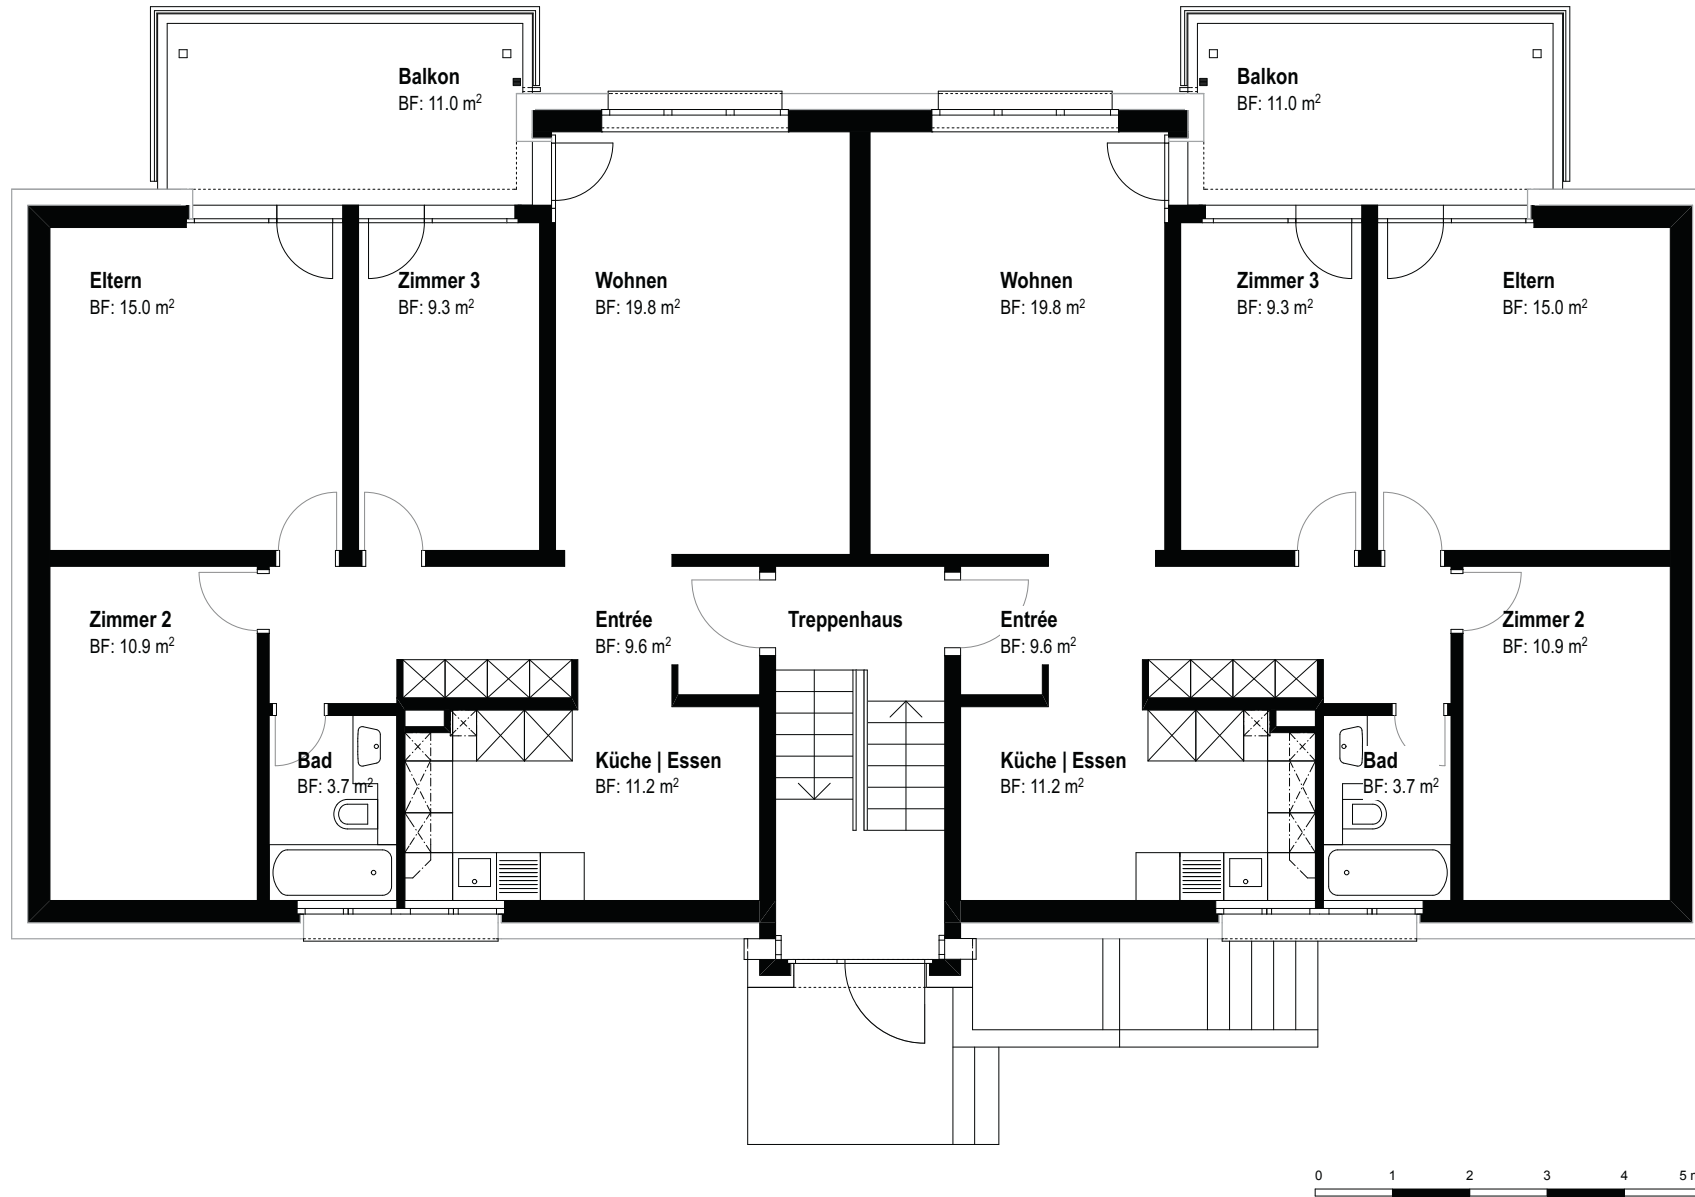 Balkon
BF: 11.0 m²
Balkon
BF: 11.0 m²
Eltern
BF: 15.0 m²
Zimmer 3
BF: 9.3 m²
Wohnen
BF: 19.8 m²
Wohnen
BF: 19.8 m²
Zimmer 3
BF: 9.3 m²
Eltern
BF: 15.0 m²
Zimmer 2
BF: 10.9 m²
Entrée
BF: 9.6 m²
Treppenhaus
Entrée
BF: 9.6 m²
Zimmer 2
BF: 10.9 m²
Bad
BF: 3.7 m²
Küche | Essen
BF: 11.2 m²
Küche | Essen
BF: 11.2 m²
Bad
BF: 3.7 m²
0 1 2 3 4 5 m